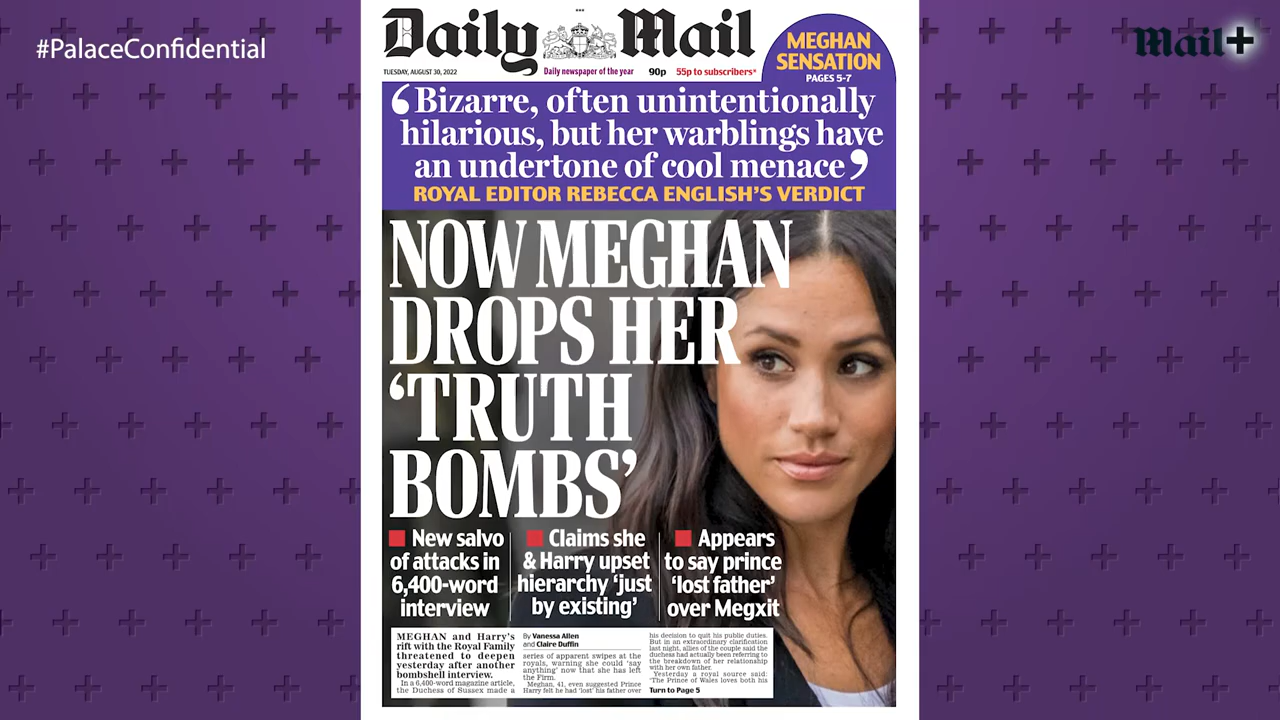 #PalaceConfidential
Mail+
Daily Mail
TUESDAY, AUGUST 30, 2022
Daily newspaper of the year
90p
55p to subscribers*
MEGHAN
SENSATION
PAGES 5-7
‘Bizarre, often unintentionally
hilarious, but her warblings have
an undertone of cool menace’
ROYAL EDITOR REBECCA ENGLISH'S VERDICT
NOW MEGHAN
DROPS HER
‘TRUTH
BOMBS’
New salvo
of attacks in
6,400-word
interview
Claims she
& Harry upset
hierarchy ‘just
by existing’
Appears
to say prince
‘lost father’
over Megxit
MEGHAN and Harry's
rift with the Royal Family
threatened to deepen
yesterday after another
bombshell interview.
In a 6,400-word magazine article,
the Duchess of Sussex made a
By Vanessa Allen
and Claire Duffin
series of apparent swipes at the
royals, warning she could ‘say
anything’ now that she has left
the Firm.
Meghan, 41, even suggested Prince
Harry felt he had ‘lost’ his father over
his decision to quit his public duties.
But in an extraordinary clarification
last night, allies of the couple said the
duchess had actually been referring to
the breakdown of her relationship
with her own father.
Yesterday a royal source said:
‘The Prince of Wales loves both his
Turn to Page 5